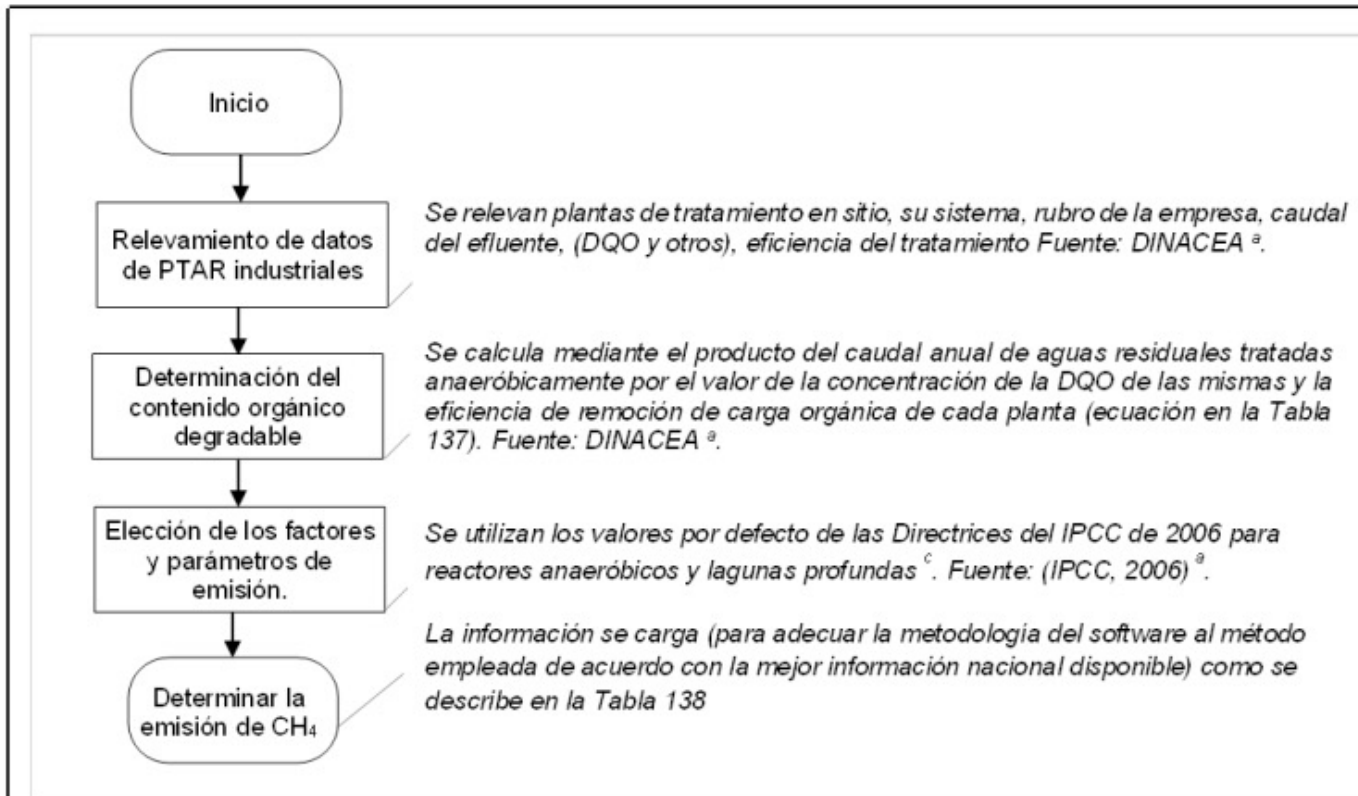 Inicio
Relevamiento de datos
de PTAR industriales
Se relevan plantas de tratamiento en sitio, su sistema, rubro de la empresa, caudal
del efluente, (DQO y otros), eficiencia del tratamiento Fuente: DINACEA ª.
Determinación del
contenido orgánico
degradable
Se calcula mediante el producto del caudal anual de aguas residuales tratadas
anaeróbicamente por el valor de la concentración de la DQO de las mismas y la
eficiencia de remoción de carga orgánica de cada planta (ecuación en la Tabla
137). Fuente: DINACEA ª.
Elección de los factores
y parámetros de
emisión.
Se utilizan los valores por defecto de las Directrices del IPCC de 2006 para
reactores anaeróbicos y lagunas profundas ᶜ. Fuente: (IPCC, 2006) ª.
Determinar la
emisión de CH₄
La información se carga (para adecuar la metodología del software al método
empleada de acuerdo con la mejor información nacional disponible) como se
describe en la Tabla 138